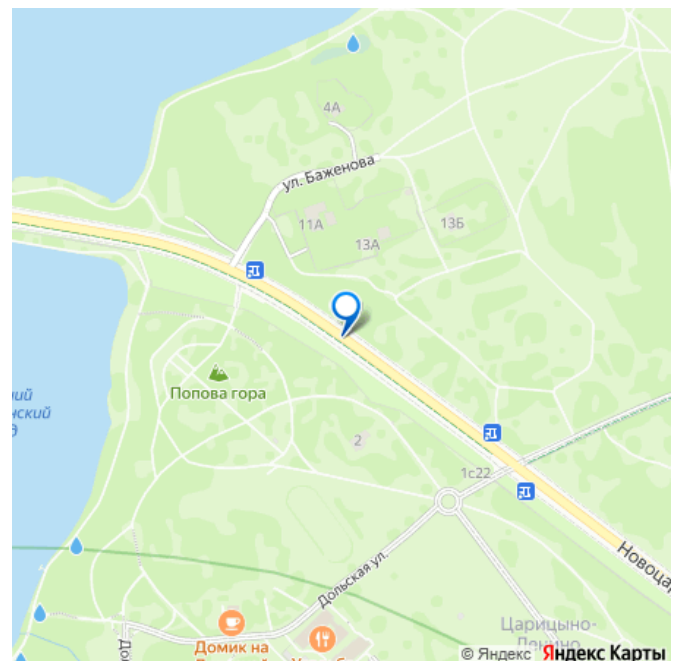 4А
ул. Баженова
11А
13А
13Б
Попова гора
2
1с22
Дольская ул.
Царицыно-
Домик на
© Яндекс Яндекс Карты